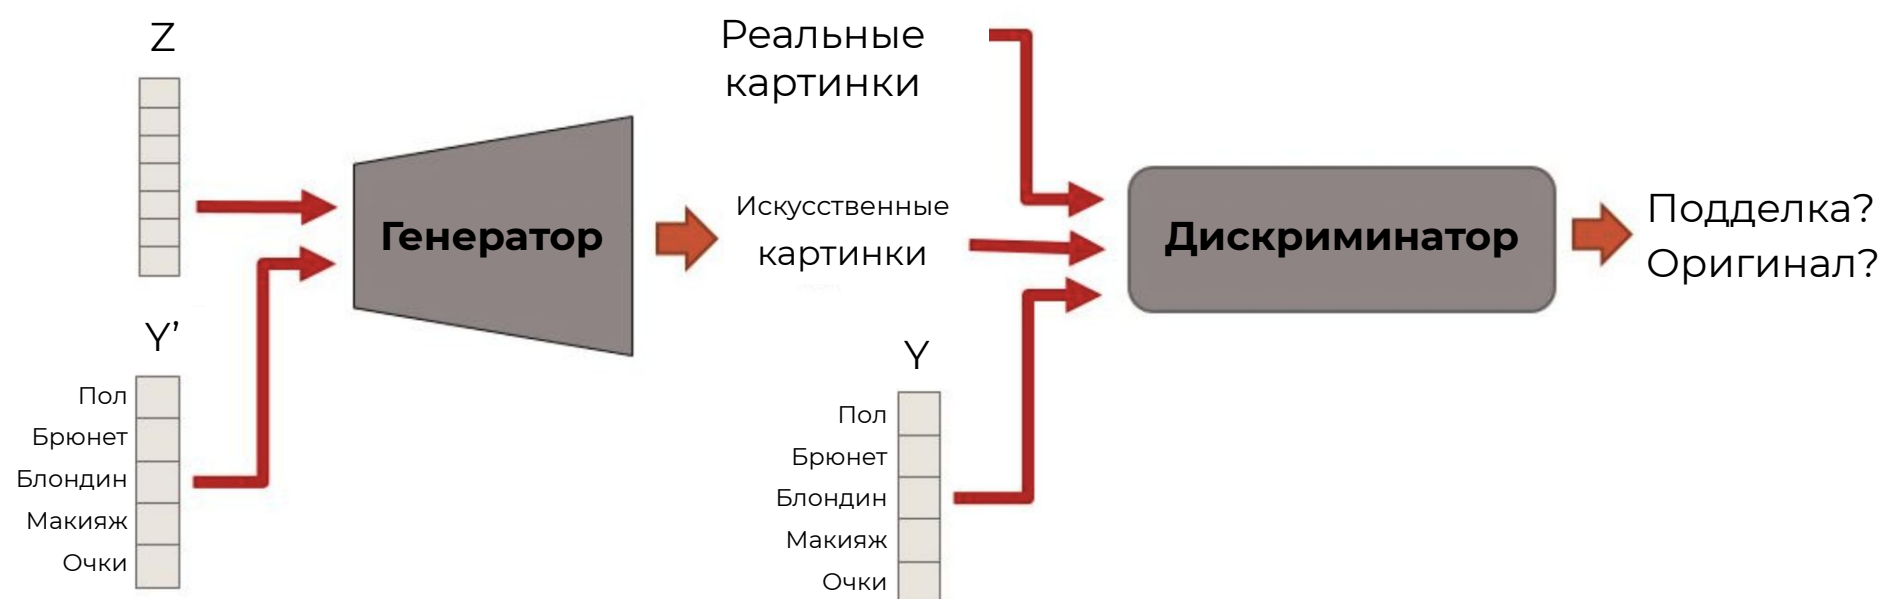 Z
Y’
Пол
Брюнет
Блондин
Макияж
Очки
Генератор
Реальные
картинки
Искусственные
картинки
Y
Пол
Брюнет
Блондин
Макияж
Очки
Дискриминатор
Подделка?
Оригинал?